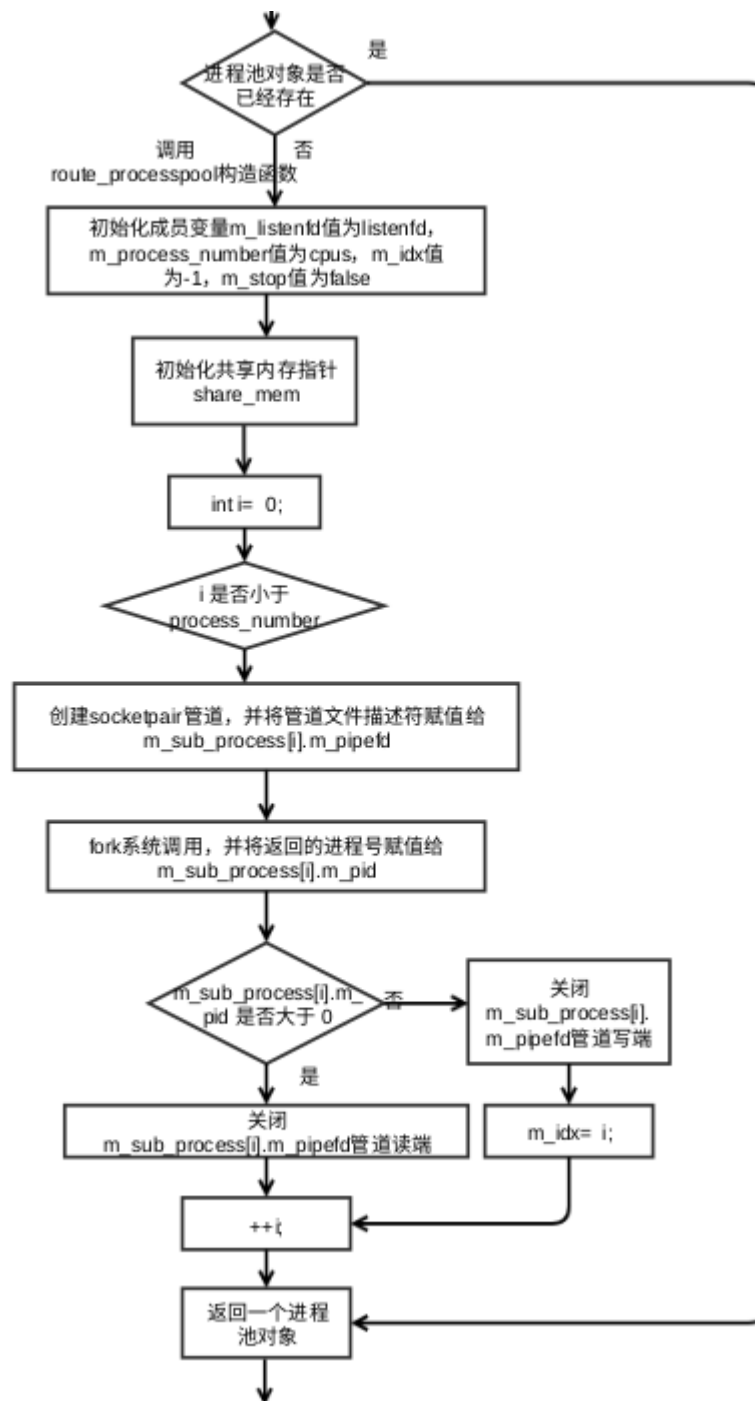 是
进程池对象是否
已经存在
调用
否
route_processpool构造函数
初始化成员变量m_listenfd值为listenfd，
m_process_number值为cpus，m_idx值
为-1，m_stop值为false
初始化共享内存指针
share_mem
int i= 0;
i 是否小于
process_number
创建socketpair管道，并将管道文件描述符赋值给
m_sub_process[i].m_pipefd
fork系统调用，并将返回的进程号赋值给
m_sub_process[i].m_pid
m_sub_process[i].m_
pid 是否大于 0
否
关闭
m_sub_process[i].
m_pipefd管道写端
是
关闭
m_sub_process[i].m_pipefd管道读端
m_idx= i;
++i;
返回一个进程
池对象